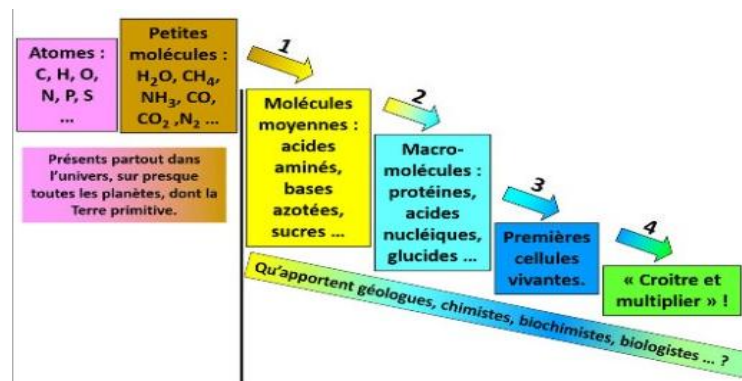 Atomes :
C, H, O,
N, P, S
...
Petites
molécules :
H₂O, CH₄,
NH₃, CO,
CO₂ ,N₂ ...
Présents partout dans
l'univers, sur presque
toutes les planètes, dont la
Terre primitive.
1
Molécules
moyennes :
acides
aminés,
bases
azotées,
sucres ...
2
Macro-
molécules :
protéines,
acides
nucléiques,
glucides ...
3
Premières
cellules
vivantes.
4
« Croitre et
multiplier » !
Qu'apportent géologues, chimistes, biochimistes, biologistes ... ?